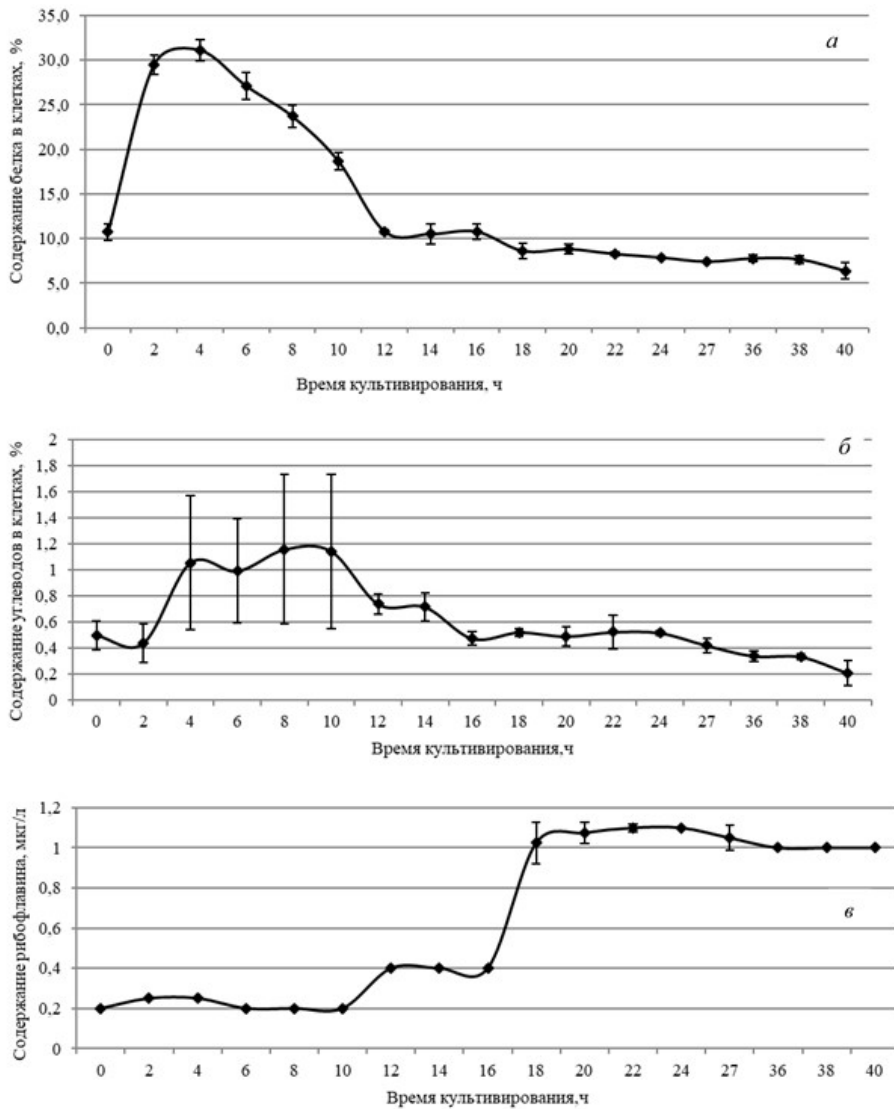 Содержание белка в клетках, %
35,0
30,0
25,0
20,0
15,0
10,0
5,0
0,0
а
0 2 4 6 8 10 12 14 16 18 20 22 24 27 36 38 40
Время культивирования, ч
Содержание углеводов в клетках, %
2
1,8
1,6
1,4
1,2
1
0,8
0,6
0,4
0,2
0
б
0 2 4 6 8 10 12 14 16 18 20 22 24 27 36 38 40
Время культивирования,ч
Содержание рибофлавина, мкг/л
1,2
1
0,8
0,6
0,4
0,2
0
в
0 2 4 6 8 10 12 14 16 18 20 22 24 27 36 38 40
Время культивирования,ч